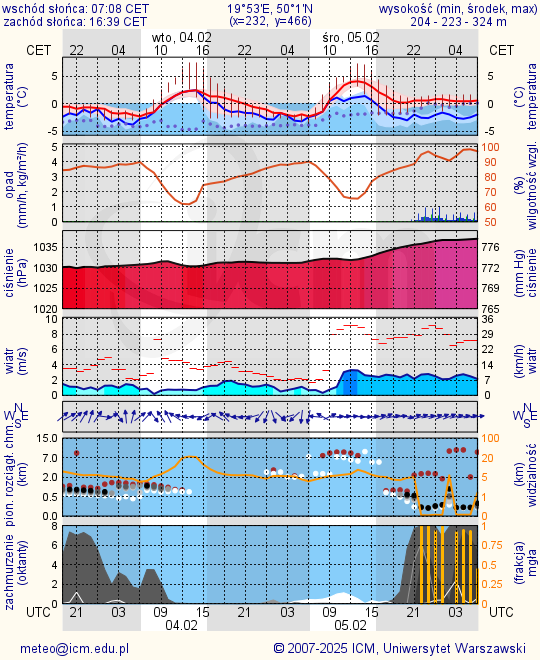 wschód słońca: 07:08 CET 19°53'E, 50°1'N wysokość (min, środek, max)
zachód słońca: 16:39 CET (x=232, y=466) 204 - 223 - 324 m
wto, 04.02 śro, 05.02
CET 22 04 10 16 22 04 10 16 22 04 CET
temperatura (°C)
5
0
-5
temperatura (°C)
5
0
-5
opad (mm/h, kg/m²/h)
5
4
3
2
1
0
wilgotność wzgl. (%)
100
90
80
70
60
50
ciśnienie (hPa)
1035
1030
1025
1020
ciśnienie (mm Hg)
776
772
769
765
wiatr (m/s)
10
8
6
4
2
0
wiatr (km/h)
36
29
22
14
7
0
N
W E
S
N
W E
S
pion. rozciągł. chm. (km)
15.0
7.0
2.0
0.5
0.0
widzialność (km)
100
20
5
1
0
zachmurzenie (oktanty)
8
6
4
2
0
mgła (frakcja)
1
0.75
0.5
0.25
0
UTC 21 03 09 15 21 03 09 15 21 03 UTC
04.02 05.02
meteo@icm.edu.pl © 2007-2025 ICM, Uniwersytet Warszawski